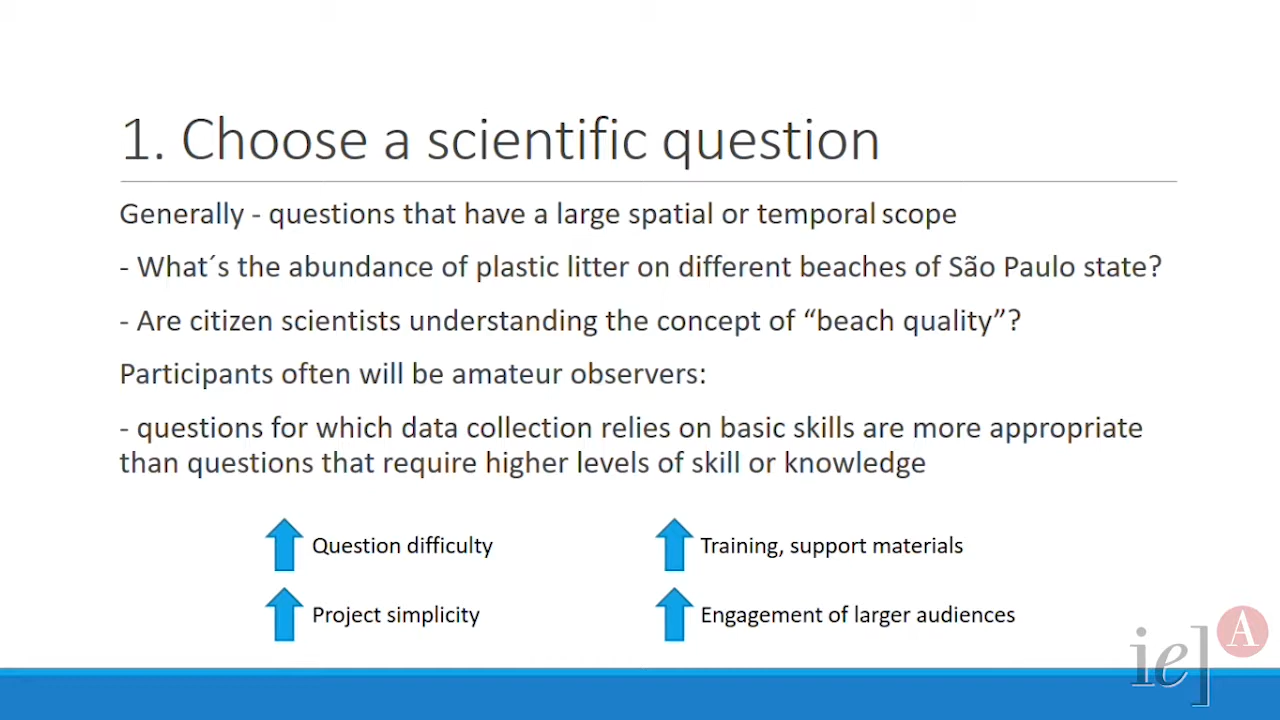 1. Choose a scientific question
Generally - questions that have a large spatial or temporal scope
- What´s the abundance of plastic litter on different beaches of São Paulo state?
- Are citizen scientists understanding the concept of “beach quality”?
Participants often will be amateur observers:
- questions for which data collection relies on basic skills are more appropriate
than questions that require higher levels of skill or knowledge
Question difficulty
Training, support materials
Project simplicity
Engagement of larger audiences
ie] A